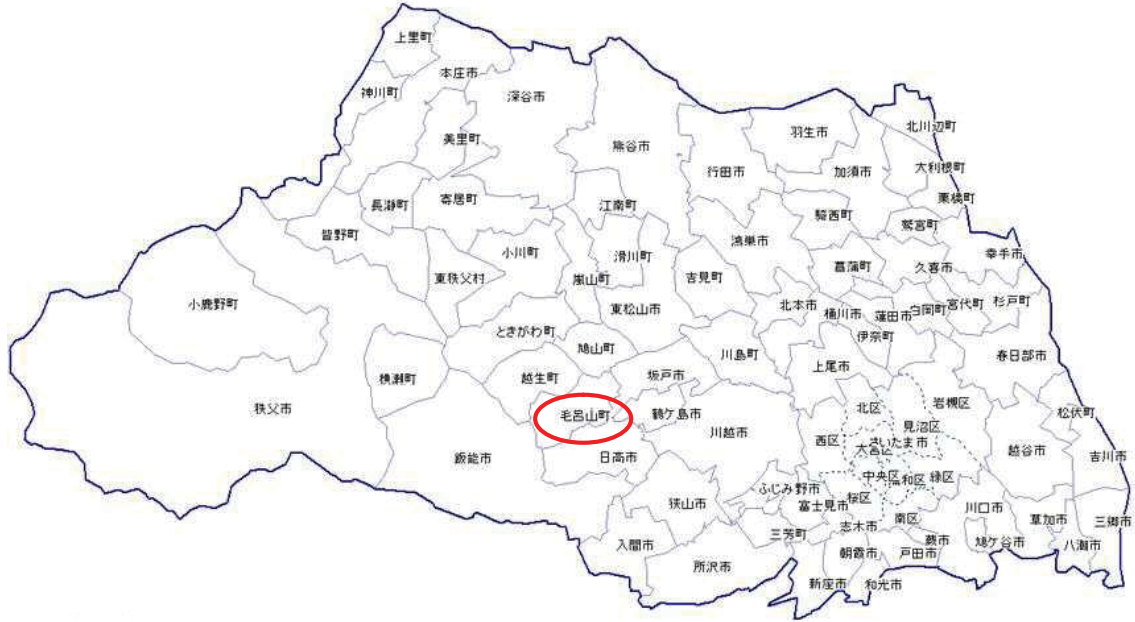 上里町
本庄市
神川町
深谷市
美里町
熊谷市
羽生市
北川辺町
行田市
加須市
大利根町
栗橋町
長瀞町
寄居町
江南町
騎西町
鷲宮町
皆野町
小川町
滑川町
鴻巣市
幸手市
東秩父村
嵐山町
吉見町
菖蒲町
久喜市
小鹿野町
東松山市
北本市
桶川市
蓮田市
白岡町
宮代町
杉戸町
ときがわ町
鳩山町
川島町
伊奈町
上尾市
春日部市
横瀬町
越生町
坂戸市
秩父市
毛呂山町
鶴ケ島市
川越市
北区
岩槻区
見沼区
松伏町
西区
大宮区
さいたま市
越谷市
吉川市
飯能市
日高市
中央区
浦和区
緑区
ふじみ野市
狭山市
富士見市
桜区
南区
川口市
草加市
三郷市
志木市
三芳町
入間市
所沢市
朝霞市
戸田市
蕨市
鳩ケ谷市
八潮市
新座市
和光市